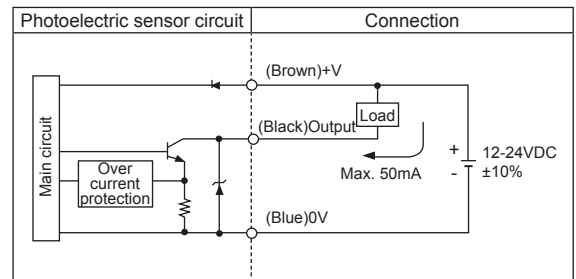 Photoelectric sensor circuit
Connection
(Brown)+V
Load
(Black)Output
Main circuit
Over
current
protection
Max. 50mA
+
-
12-24VDC
±10%
(Blue)0V